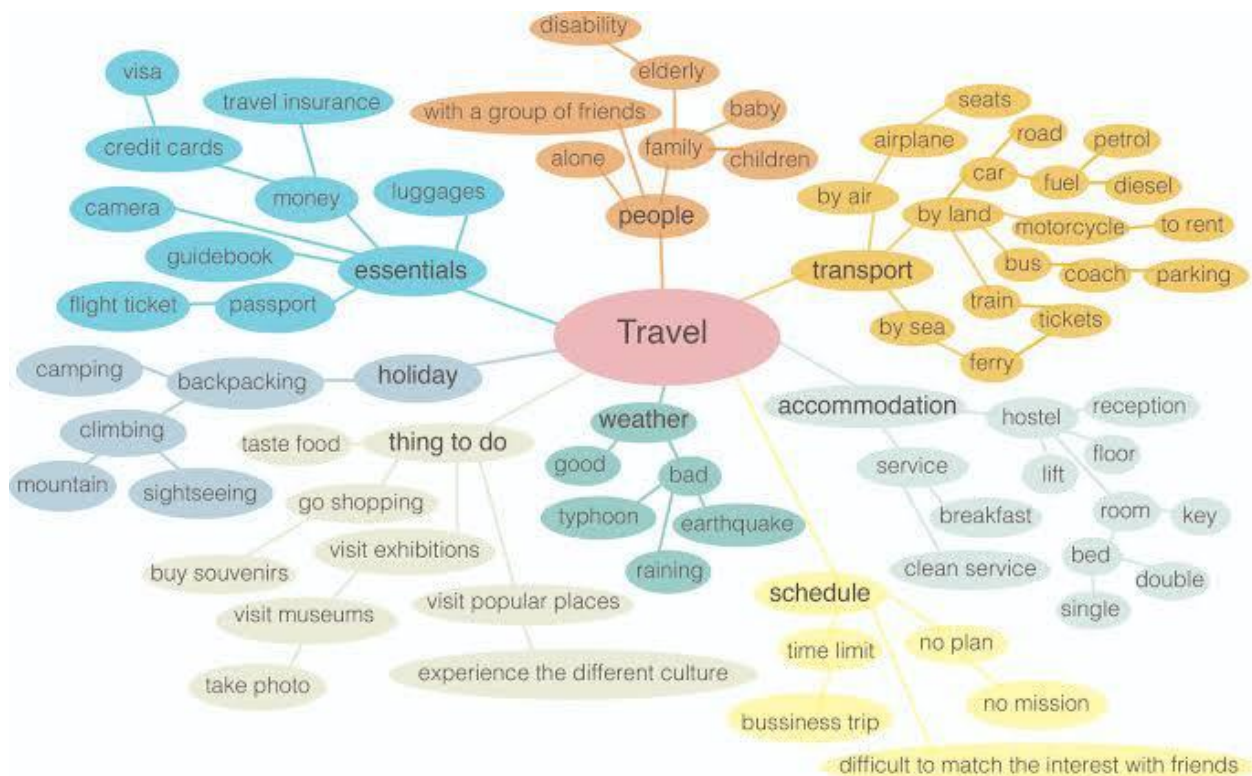 disability
visa
elderly
travel insurance
with a group of friends
baby
seats
credit cards
alone
family
children
airplane
road
petrol
camera
money
luggages
people
by air
car
fuel
diesel
by land
motorcycle
to rent
guidebook
essentials
transport
bus
coach
parking
flight ticket
passport
train
tickets
by sea
ferry
Travel
camping
backpacking
holiday
weather
accommodation
hostel
reception
climbing
taste food
thing to do
good
bad
service
lift
floor
mountain
sightseeing
go shopping
typhoon
earthquake
breakfast
room
key
visit exhibitions
buy souvenirs
raining
clean service
bed
double
single
visit museums
visit popular places
schedule
time limit
no plan
take photo
experience the different culture
no mission
bussiness trip
difficult to match the interest with friends